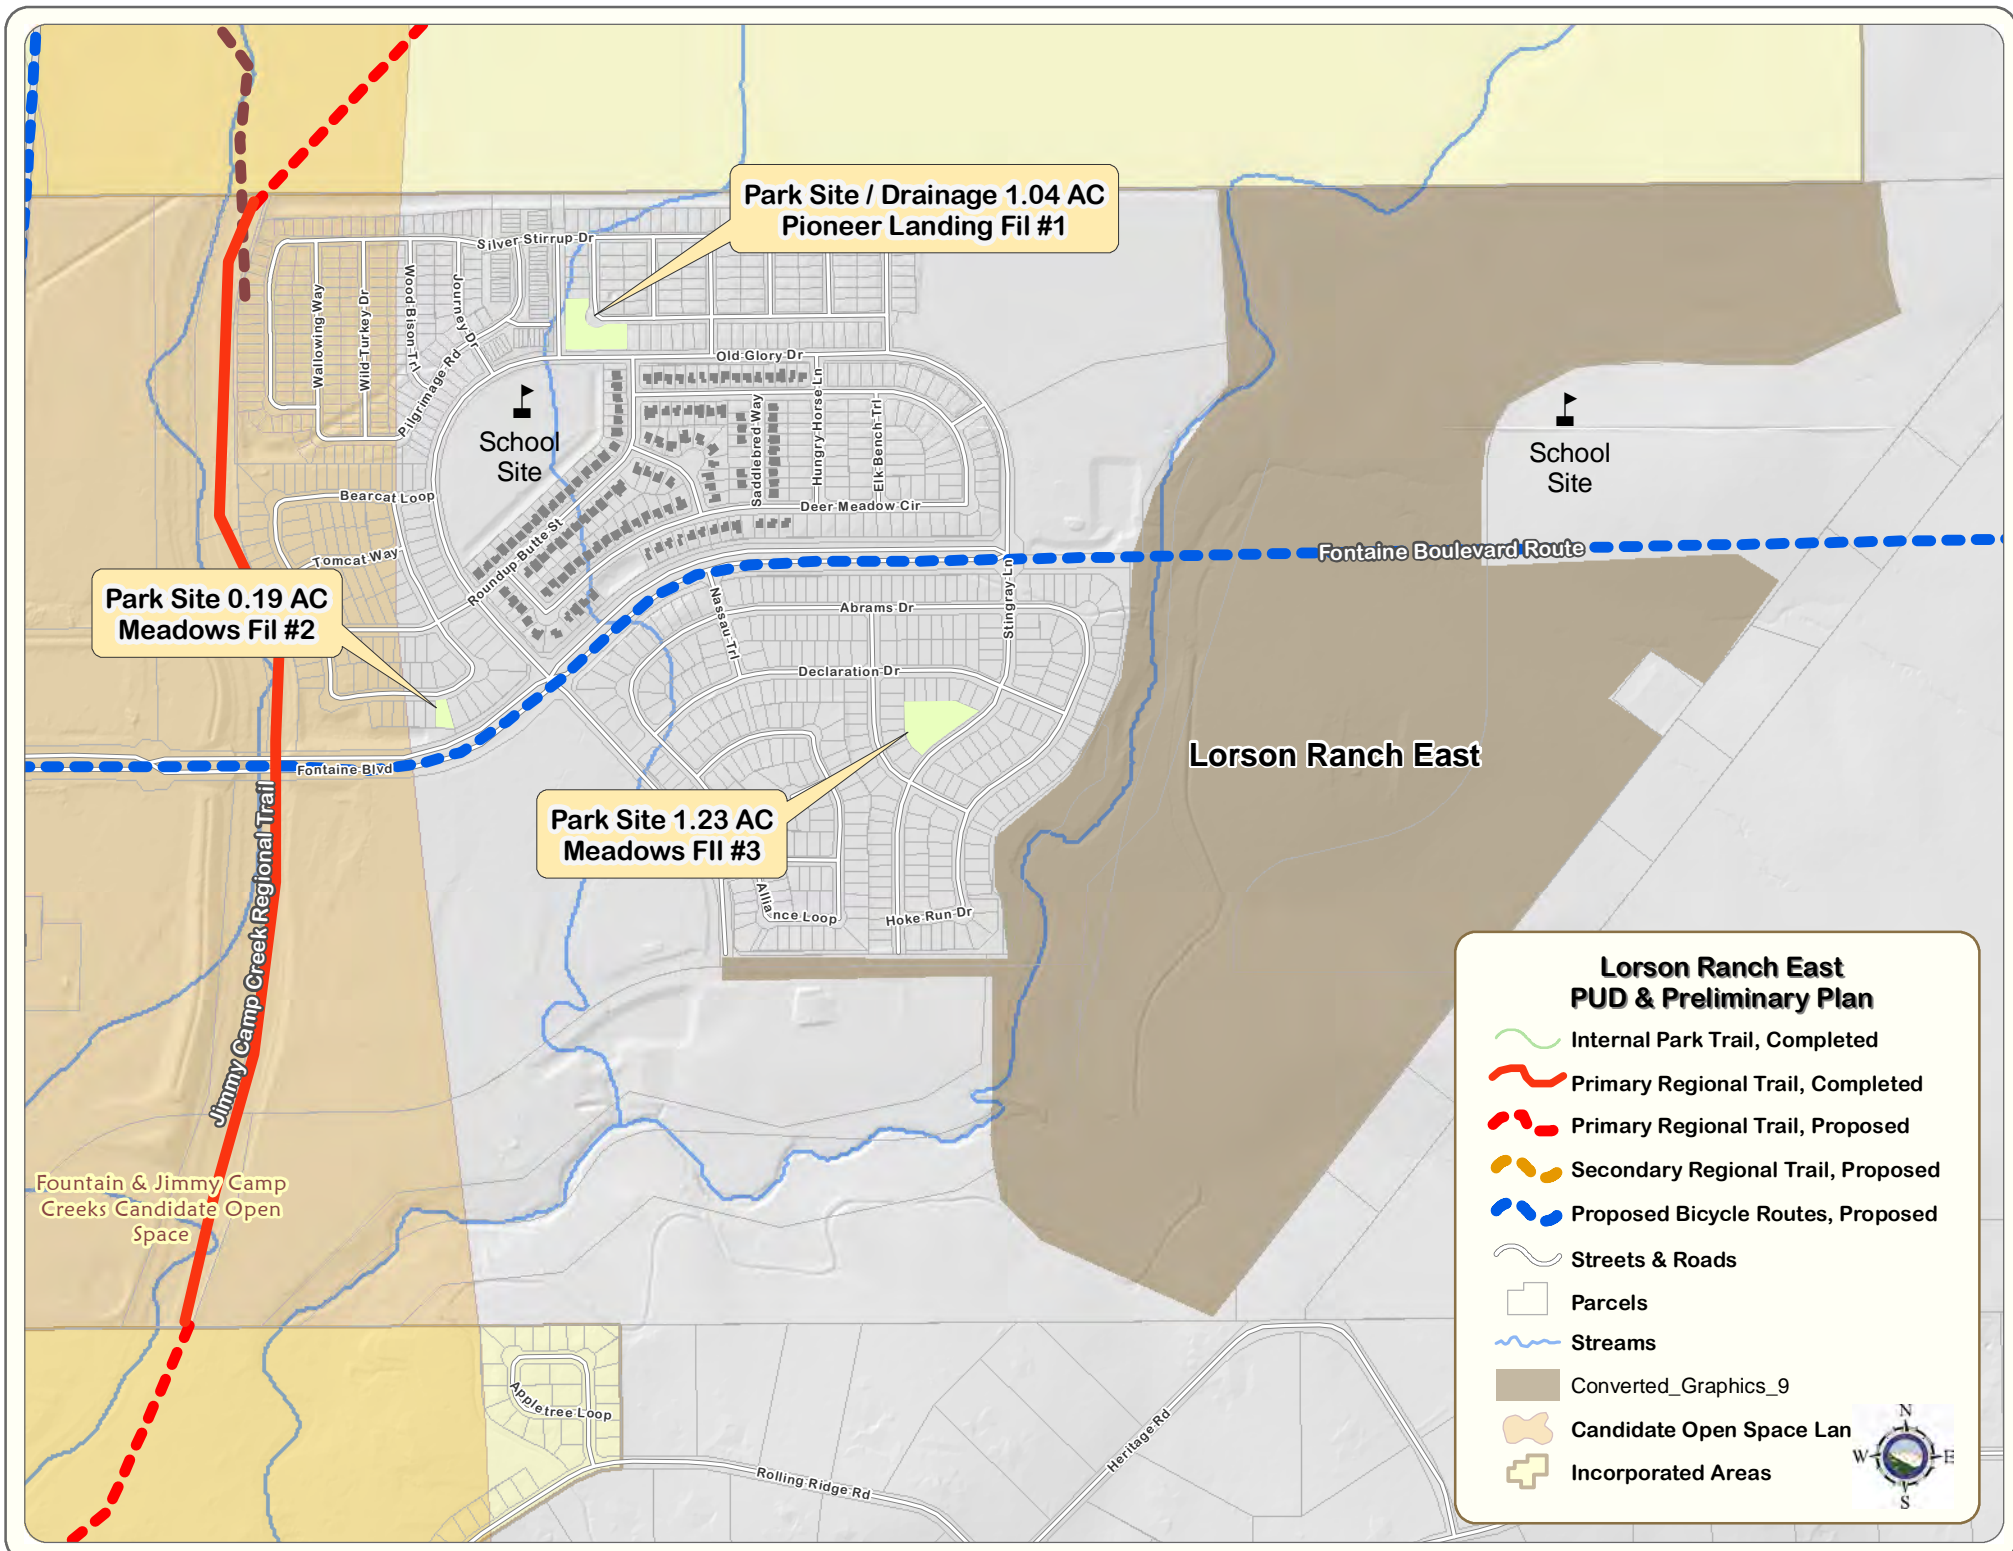 Park Site / Drainage 1.04 AC
Pioneer Landing Fil #1
Silver Stirrup Dr
Wallowing Way
Wild Turkey Dr
Wood Bison Trl
Journey Dr
Pilgrimage Rd
Old Glory Dr
Hungry Horse Ln
Saddlebred Way
Elk Bench Trl
School
Site
School
Site
Bearcat Loop
Deer Meadow Cir
Roundup Butte St
Tomcat Way
Fontaine Boulevard Route
Park Site 0.19 AC
Meadows Fil #2
Nassau Trl
Abrams Dr
Stingray Ln
Declaration Dr
Lorson Ranch East
Fontaine Blvd
Park Site 1.23 AC
Meadows FIl #3
Alliance Loop
Hoke Run Dr
Jimmy Camp Creek Regional Trail
Fountain & Jimmy Camp
Creeks Candidate Open
Space
Appletree Loop
Rolling Ridge Rd
Heritage Rd
Lorson Ranch East
PUD & Preliminary Plan
Internal Park Trail, Completed
Primary Regional Trail, Completed
Primary Regional Trail, Proposed
Secondary Regional Trail, Proposed
Proposed Bicycle Routes, Proposed
Streets & Roads
Parcels
Streams
Converted_Graphics_9
Candidate Open Space Lan
Incorporated Areas
N
W
E
S